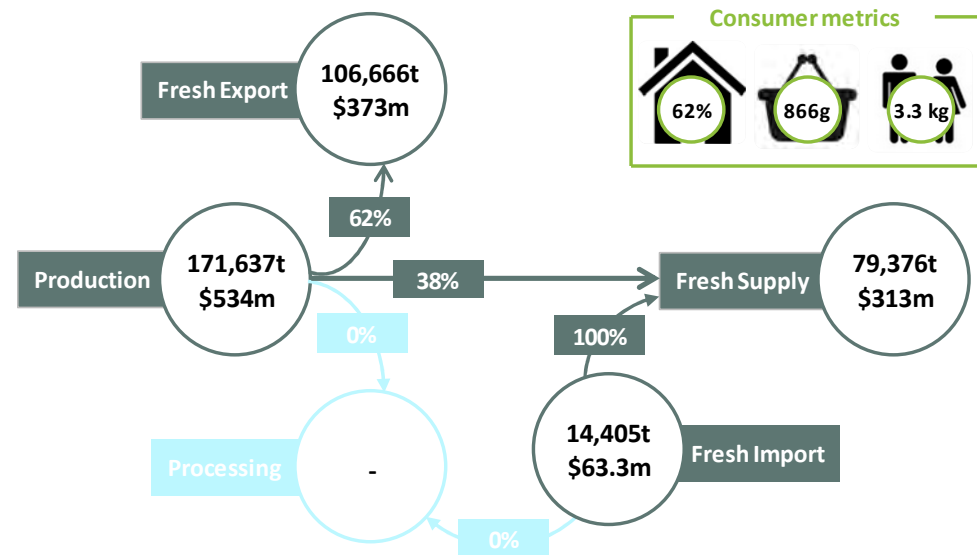 Consumer metrics
62%
866g
3.3 kg
Fresh Export
106,666t
$373m
62%
Production
171,637t
$534m
38%
Fresh Supply
79,376t
$313m
0%
100%
Processing
-
14,405t
$63.3m
Fresh Import
0%